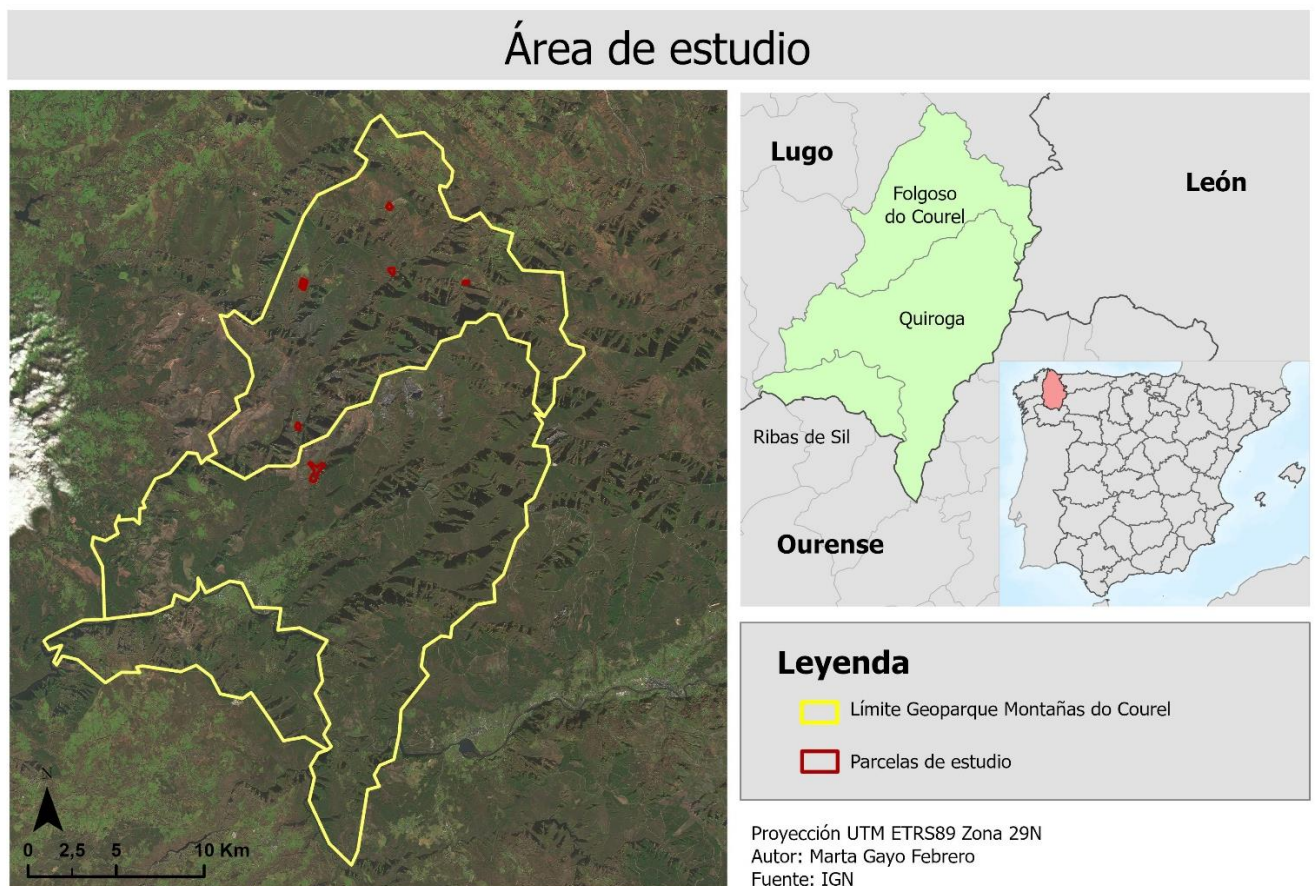 Área de estudio
N
0 2,5 5 10 Km
Lugo
León
Folgoso
do Courel
Quiroga
Ribas de Sil
Ourense
Leyenda
Límite Geoparque Montañas do Courel
Parcelas de estudio
Proyección UTM ETRS89 Zona 29N
Autor: Marta Gayo Febrero
Fuente: IGN